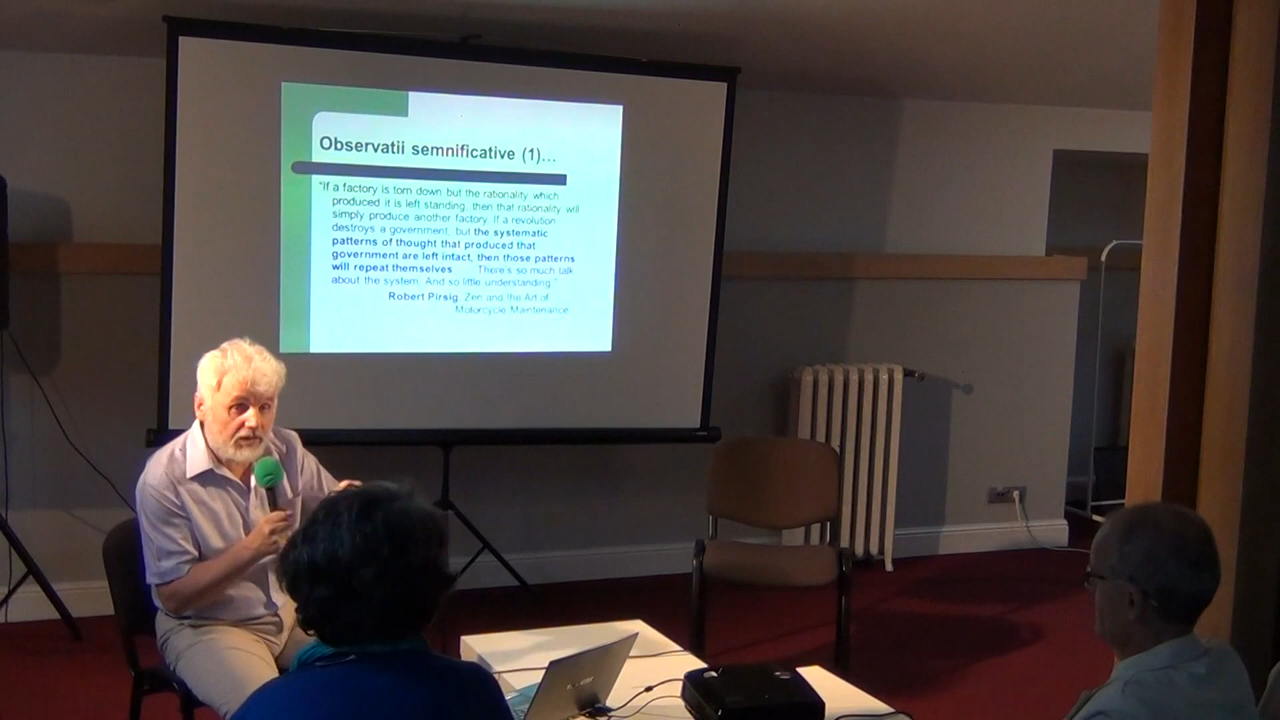 Observatii semnificative (1)...
"If a factory is torn down but the rationality which
produced it is left standing, then that rationality will
simply produce another factory. If a revolution
destroys a government, but the systematic
patterns of thought that produced that
government are left intact, then those patterns
will repeat themselves There's so much talk
about the system. And so little understanding."
Robert Pirsig, Zen and the Art of
Motorcycle Maintenance